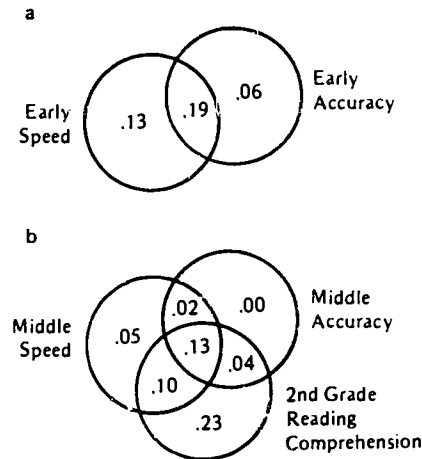 a
Early
Speed
.13
.19
.06
Early
Accuracy
b
Middle
Speed
.05
.02
.00
Middle
Accuracy
.13
.10
.04
.23
2nd Grade
Reading
Comprehension